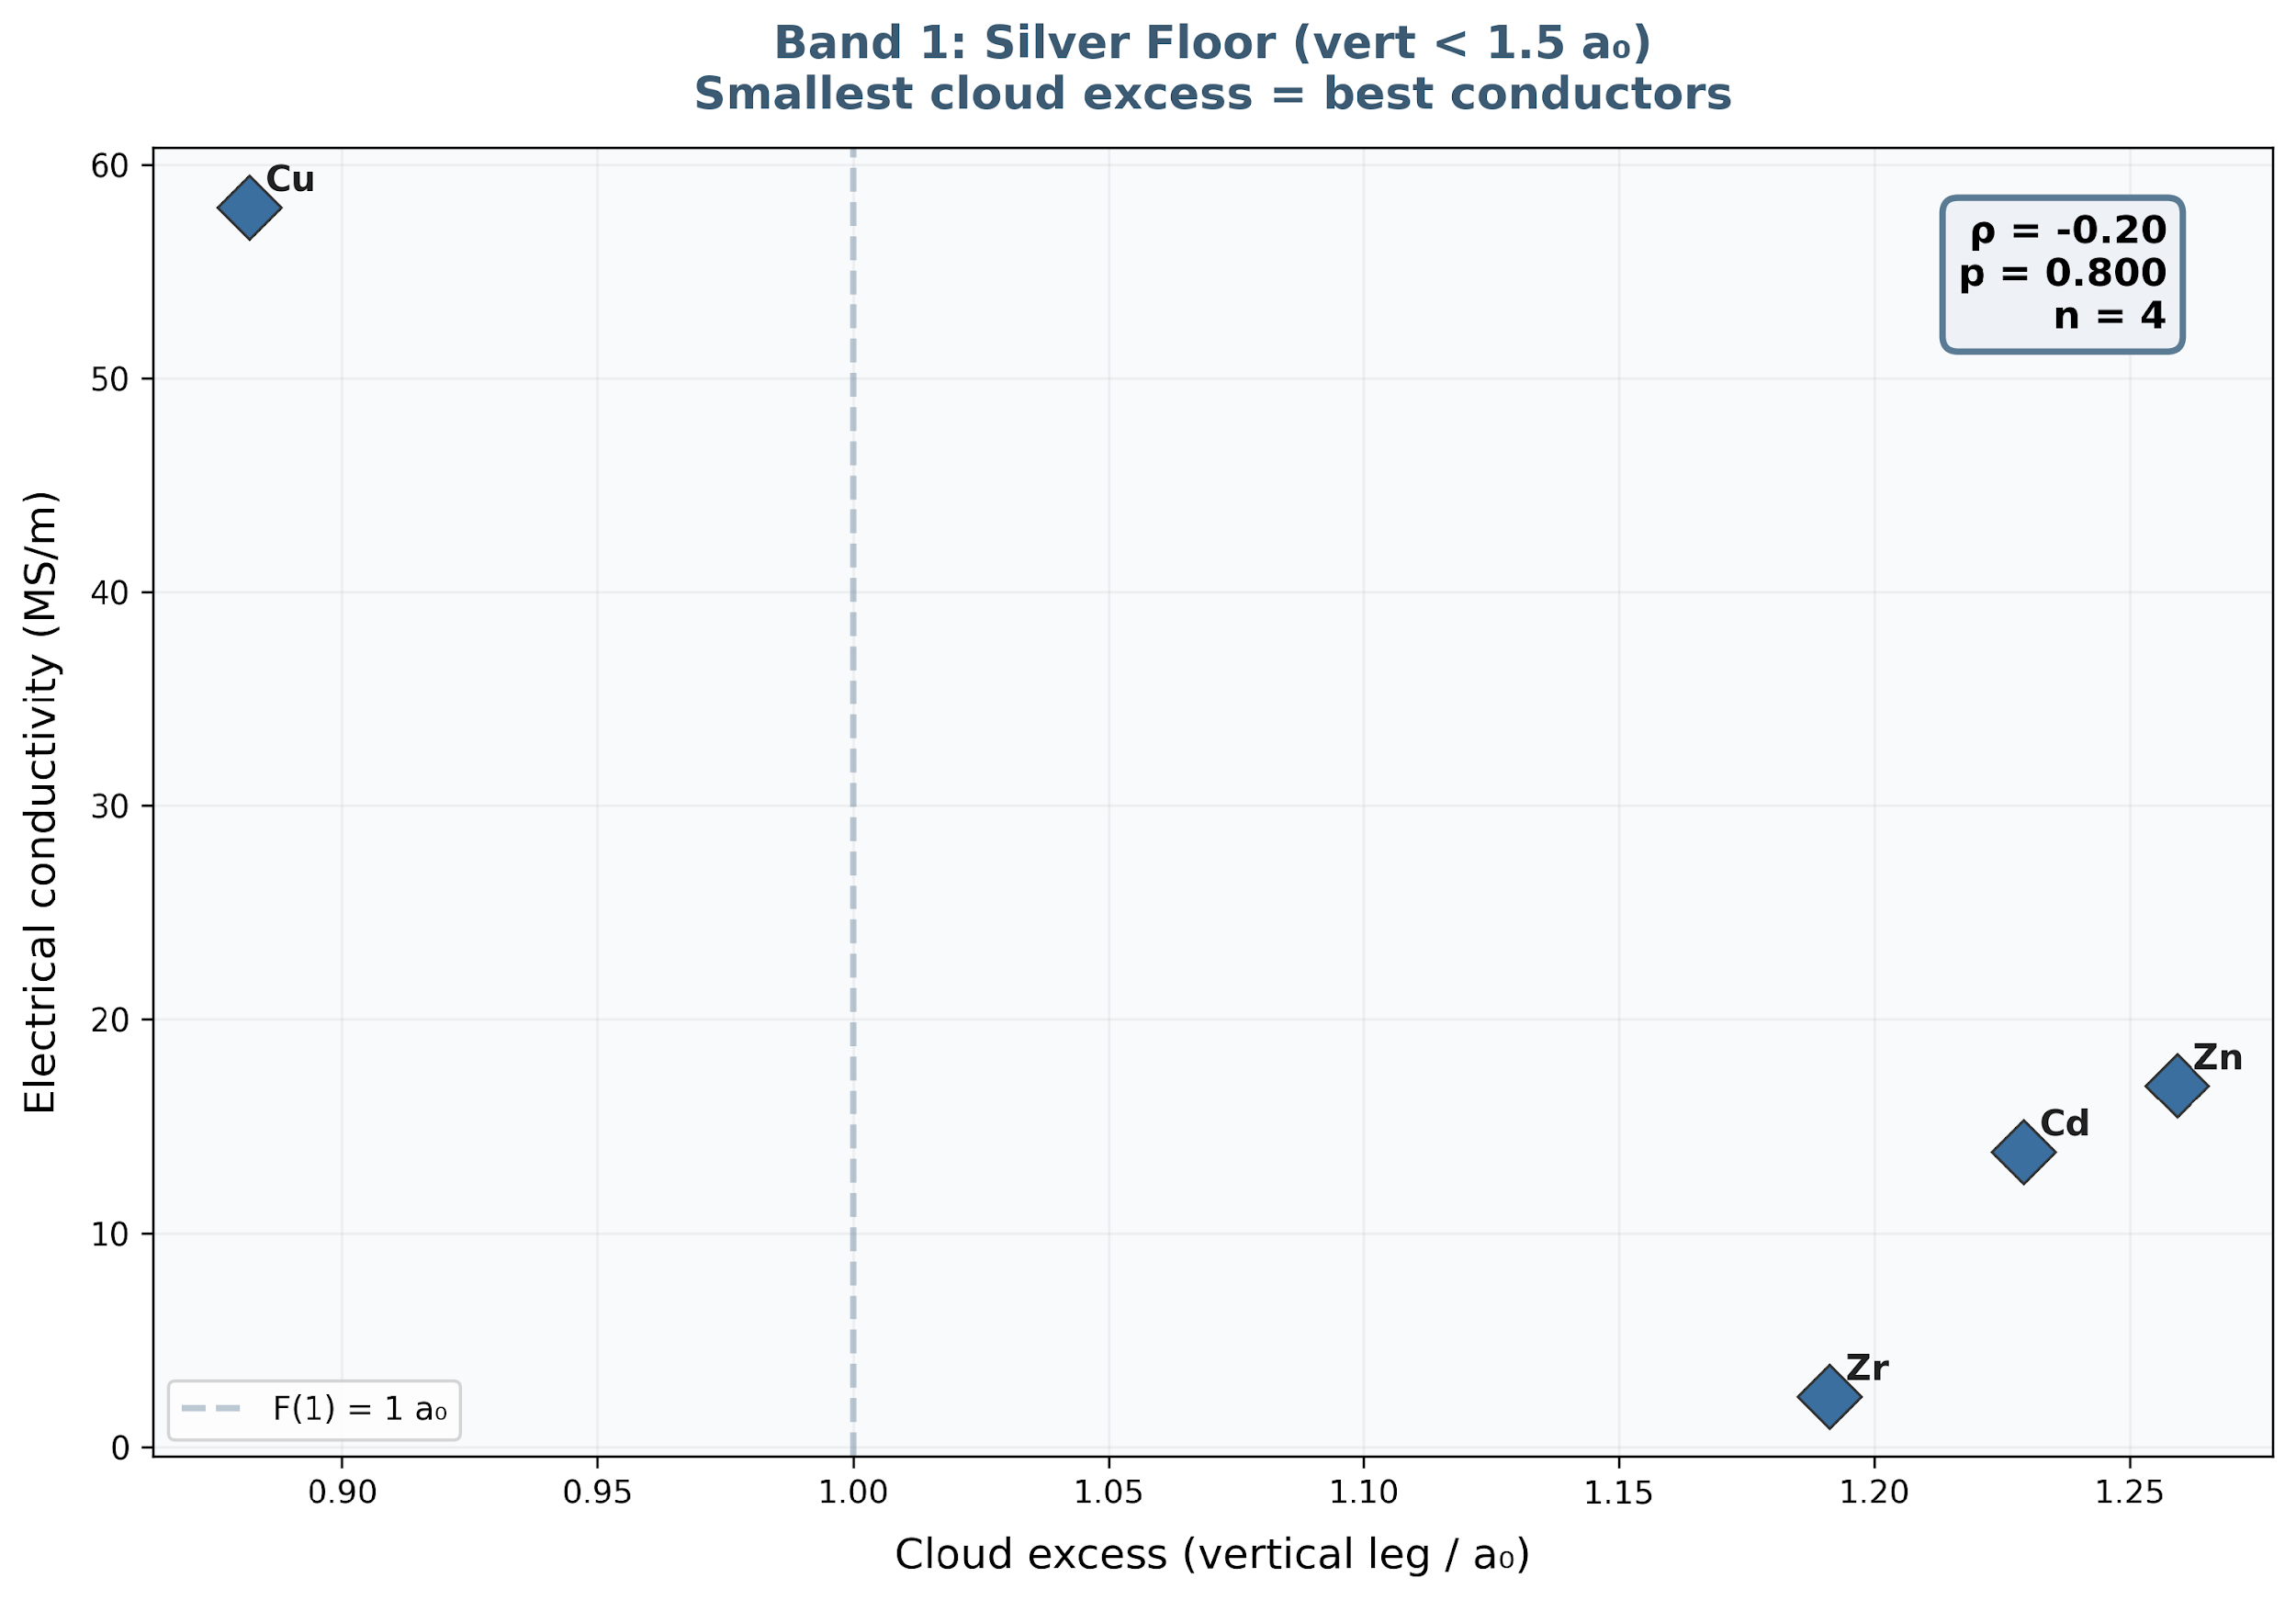 Band 1: Silver Floor (vert < 1.5 a₀)
Smallest cloud excess = best conductors
60
50
40
30
20
10
0
Electrical conductivity (MS/m)
Cu
ρ = -0.20
p = 0.800
n = 4
Zn
Cd
Zr
F(1) = 1 a₀
0.90
0.95
1.00
1.05
1.10
1.15
1.20
1.25
Cloud excess (vertical leg / a₀)